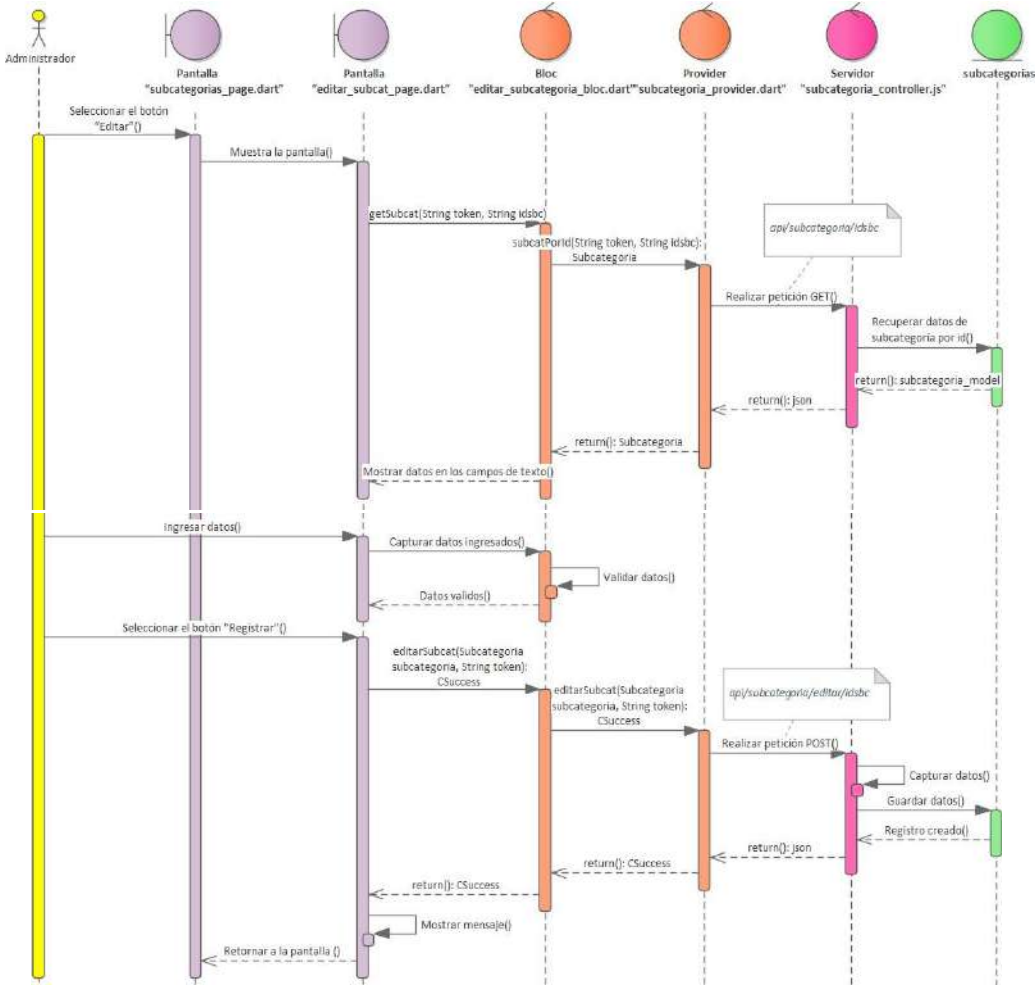 Administrador
Pantalla
"subcategorias_page.dart"
Pantalla
"editar_subcat_page.dart"
Bloc
"editar_subcategoria_bloc.dart"
Provider
"subcategoria_provider.dart"
Servidor
"subcategoria_controller.js"
subcategorias
Seleccionar el botón
"Editar"()
Muestra la pantalla()
getSubcat(String token, String idsbc)
api/subcategoria/idsbc
subcatPorId(String token, String idsbc):
Subcategoria
Realizar petición GET()
Recuperar datos de
subcategoría por id()
return(): subcategoria_model
return(): json
return(): Subcategoria
Mostrar datos en los campos de texto()
Ingresar datos()
Capturar datos ingresados()
Validar datos()
Datos validos()
Seleccionar el botón "Registrar"()
editarSubcat(Subcategoria
subcategoria, String token):
CSuccess
editarSubcat(Subcategoria
subcategoria, String token):
CSuccess
api/subcategoria/editar/idsbc
Realizar petición POST()
Capturar datos()
Guardar datos()
Registro creado()
return(): json
return(): CSuccess
return(): CSuccess
Mostrar mensaje()
Retornar a la pantalla ()